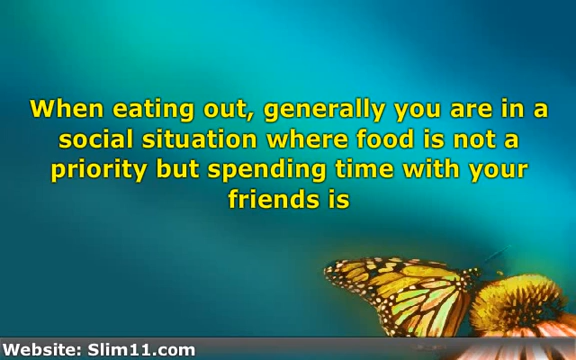 When eating out, generally you are in a
social situation where food is not a
priority but spending time with your
friends is
Website: Slim11.com